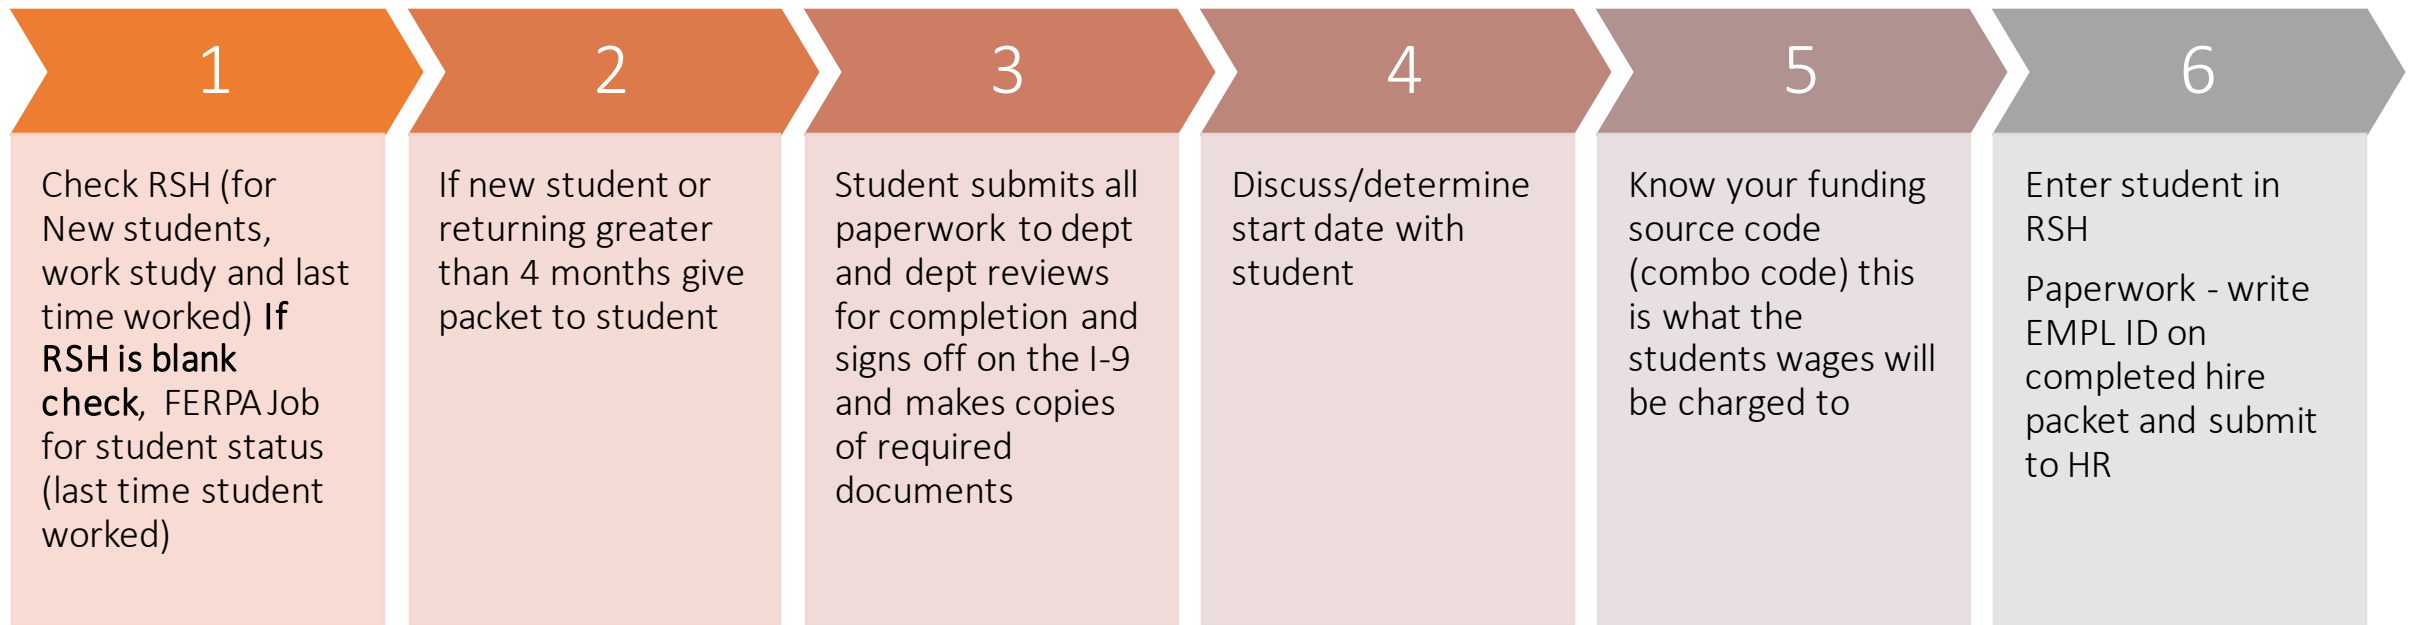 1
Check RSH (for
New students,
work study and last
time worked) If
RSH is blank
check, FERPA Job
for student status
(last time student
worked)
2
If new student or
returning greater
than 4 months give
packet to student
3
Student submits all
paperwork to dept
and dept reviews
for completion and
signs off on the I-9
and makes copies
of required
documents
4
Discuss/determine
start date with
student
5
Know your funding
source code
(combo code) this
is what the
students wages will
be charged to
6
Enter student in
RSH
Paperwork - write
EMPL ID on
completed hire
packet and submit
to HR